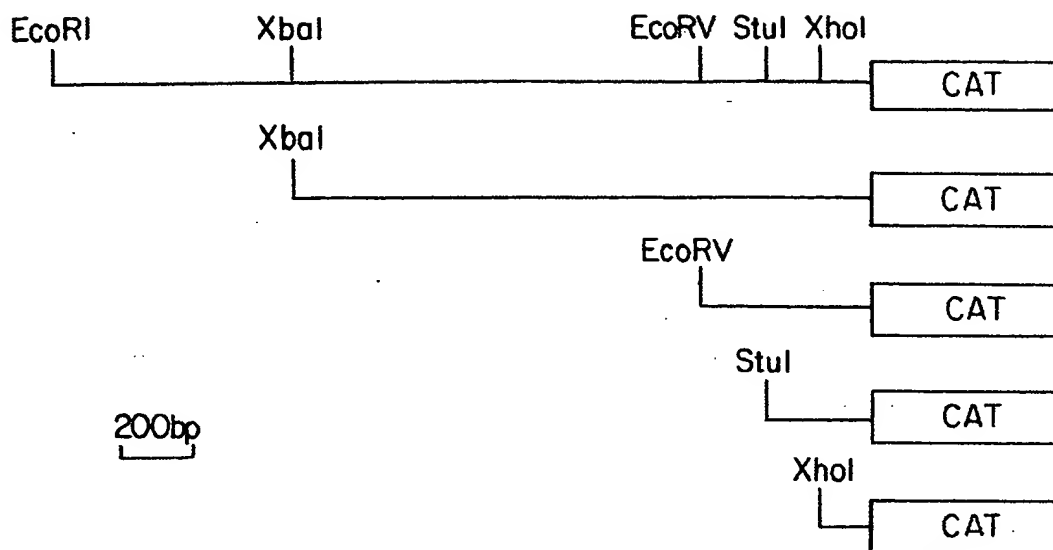 EcoRI XbaI EcoRV StuI XhoI
CAT
XbaI
CAT
EcoRV
CAT
StuI
200bp
CAT
XhoI
CAT